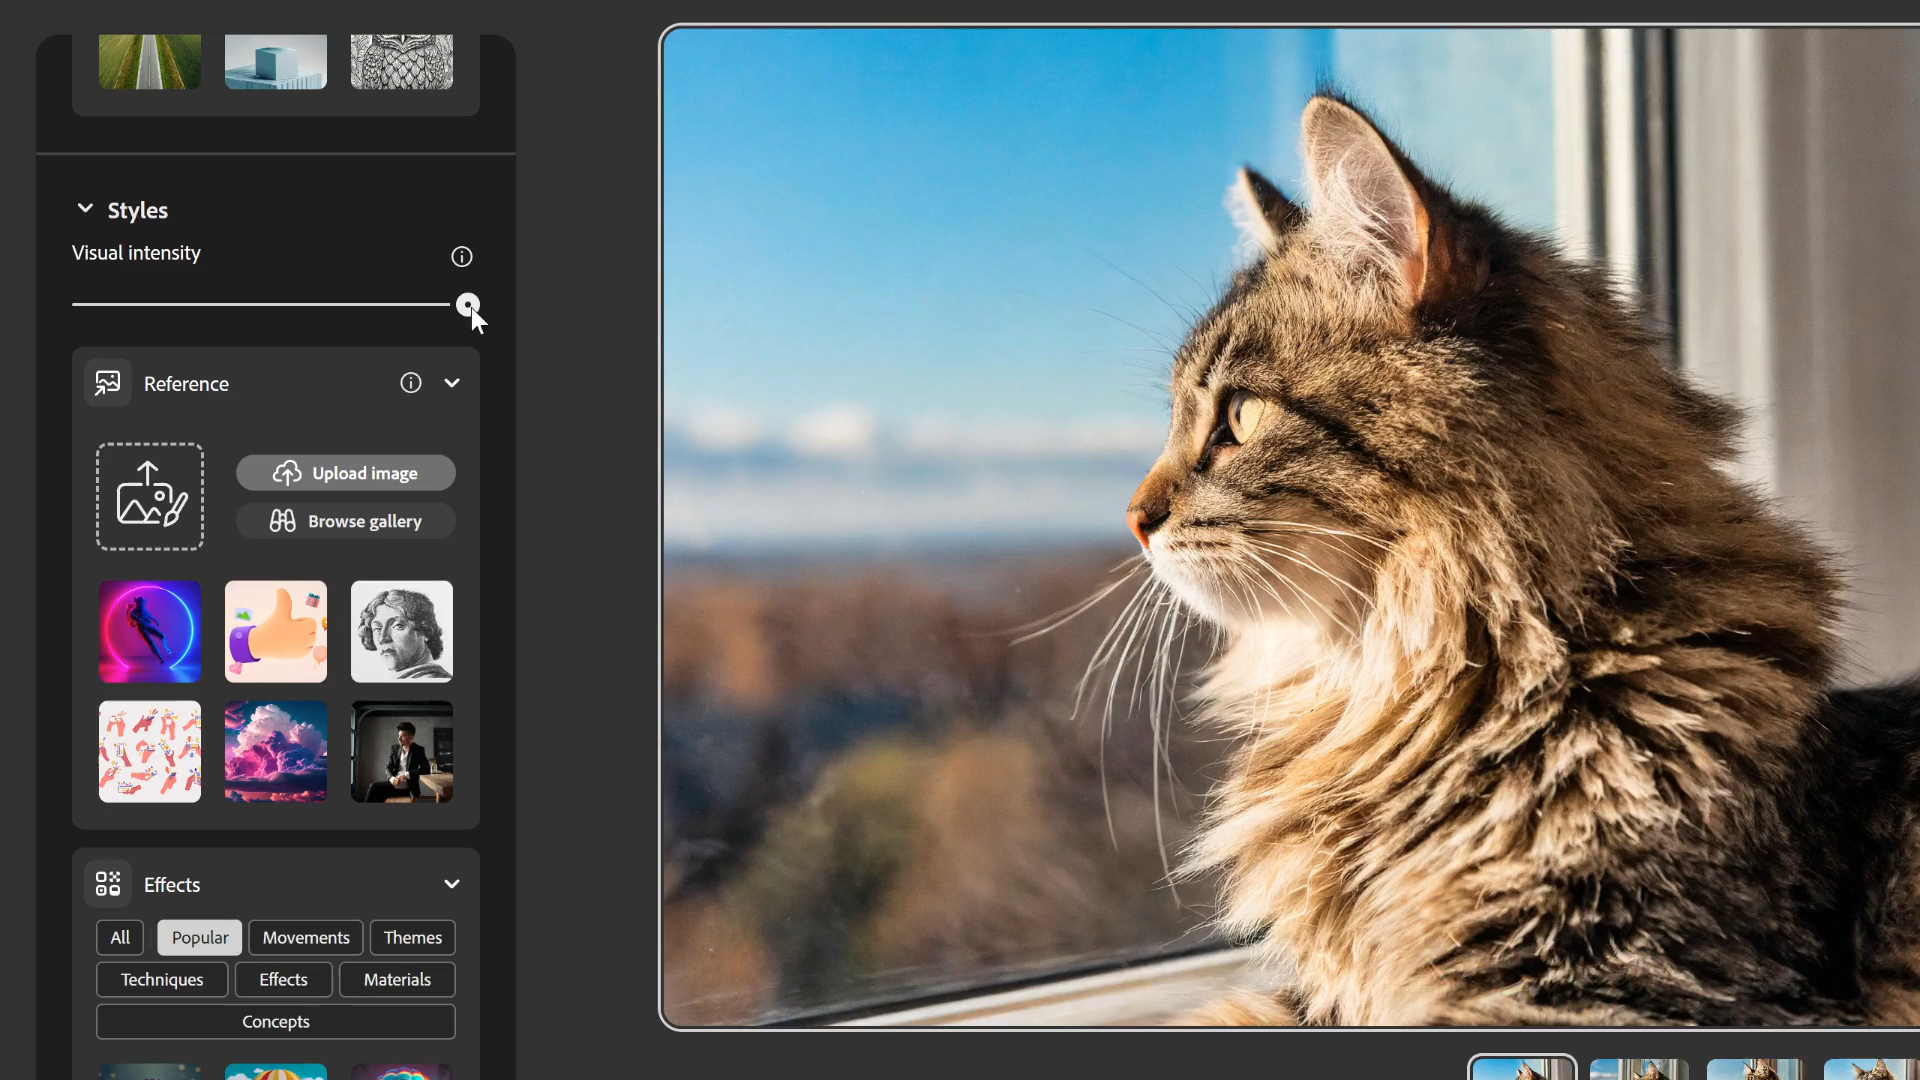 Styles
Visual intensity
Reference
Upload image
Browse gallery
Effects
All
Popular
Movements
Themes
Techniques
Effects
Materials
Concepts